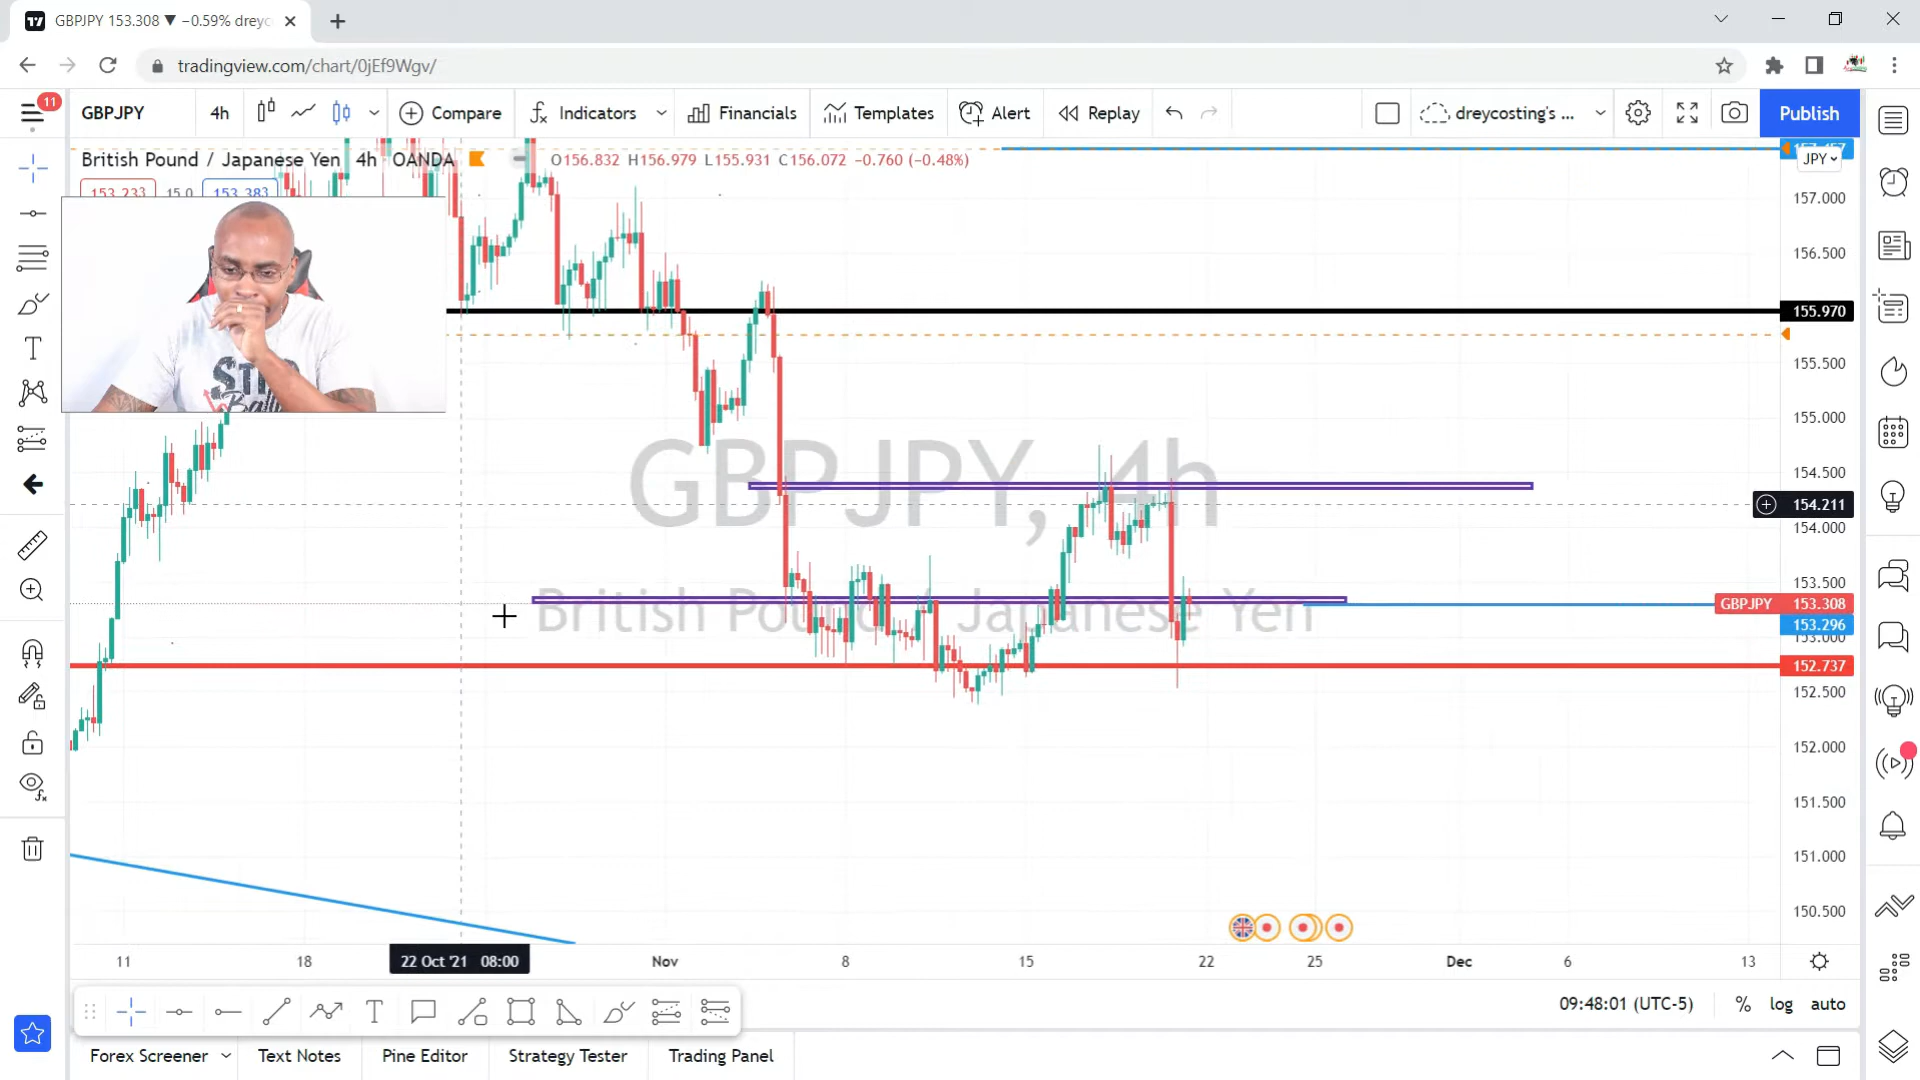 GBPJPY 153.308 ▼ −0.59% dreyc
tradingview.com/chart/0jEf9Wgv/
11
GBPJPY 4h Compare Indicators Financials Templates Alert Replay dreycosting's ... Publish
British Pound / Japanese Yen 4h OANDA O156.832 H156.979 L155.931 C156.072 −0.760 (−0.48%)
153.233 15.0 153.383
JPY
157.000
156.500
155.970
155.500
155.000
154.500
154.211
154.000
153.500
GBPJPY 153.308
153.296
153.000
152.737
152.500
152.000
151.500
151.000
150.500
GBPJPY, 4h
British Pound / Japanese Yen
11 18 22 Oct '21 08:00 Nov 8 15 22 25 Dec 6 13
09:48:01 (UTC-5) % log auto
Forex Screener Text Notes Pine Editor Strategy Tester Trading Panel